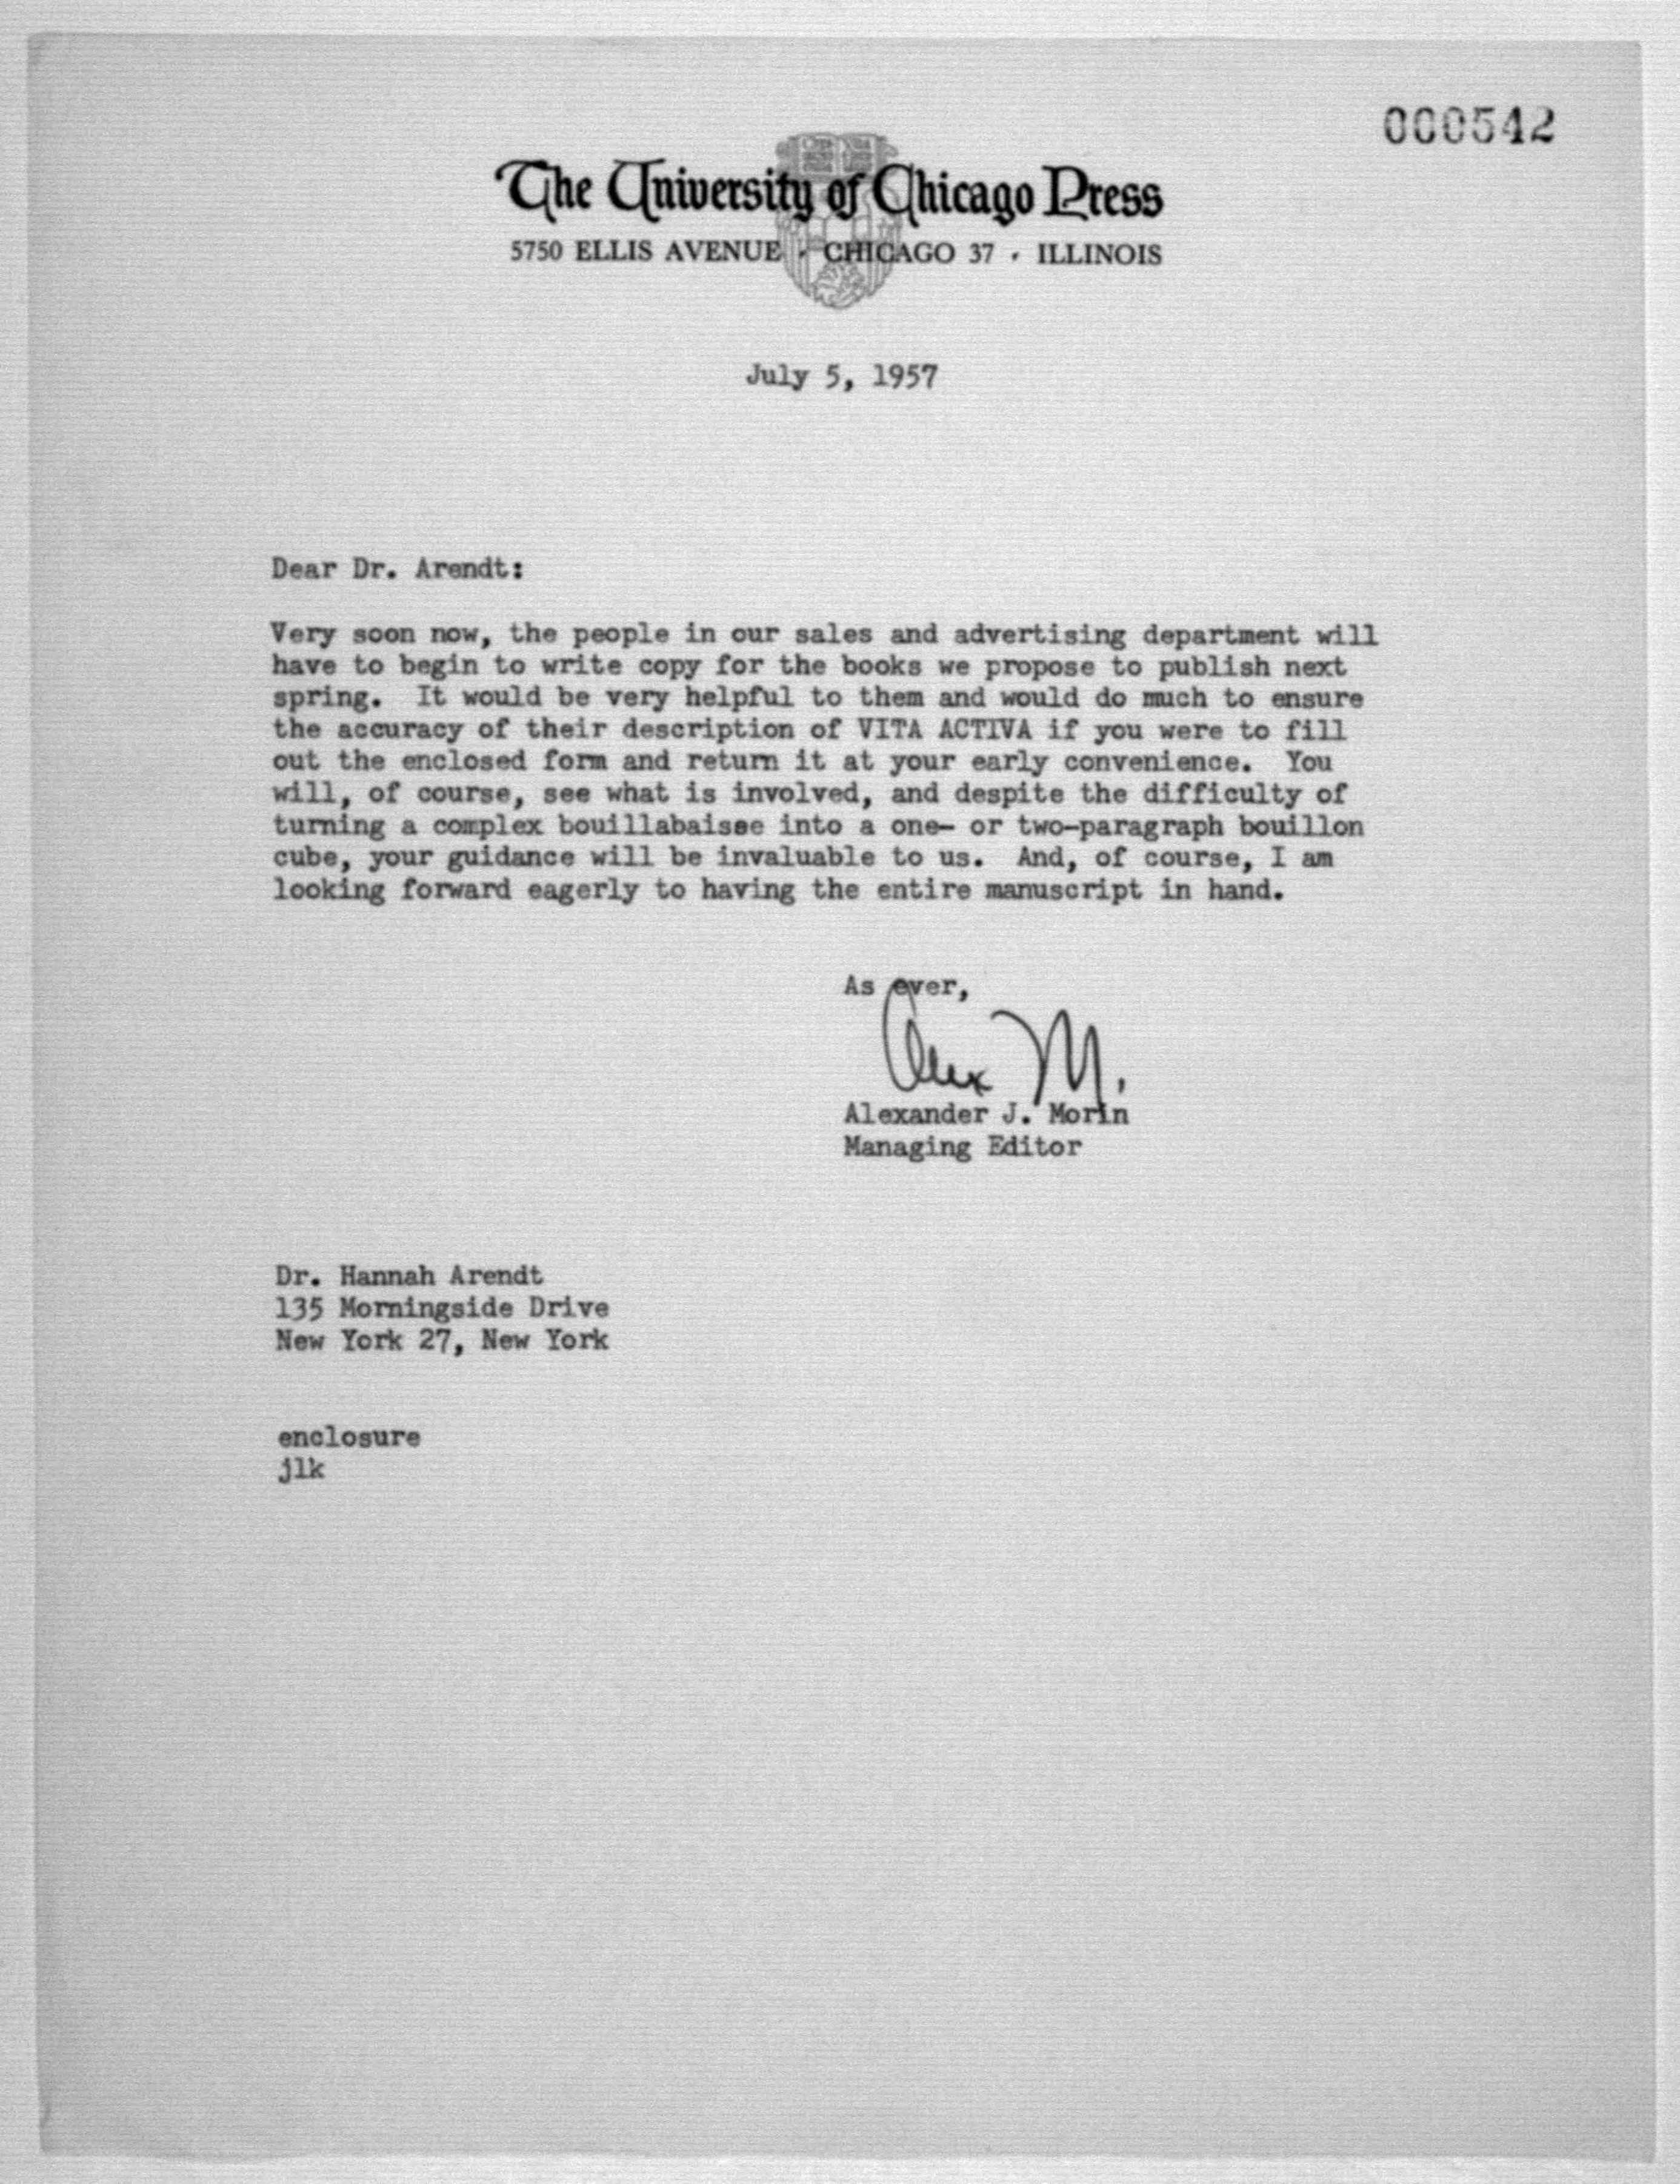 000542
The University of Chicago Press
5750 ELLIS AVENUE · CHICAGO 37 · ILLINOIS
July 5, 1957
Dear Dr. Arendt:
Very soon now, the people in our sales and advertising department will
have to begin to write copy for the books we propose to publish next
spring. It would be very helpful to them and would do much to ensure
the accuracy of their description of VITA ACTIVA if you were to fill
out the enclosed form and return it at your early convenience. You
will, of course, see what is involved, and despite the difficulty of
turning a complex bouillabaisse into a one- or two-paragraph bouillon
cube, your guidance will be invaluable to us. And, of course, I am
looking forward eagerly to having the entire manuscript in hand.
As ever,
Alex M.
Alexander J. Morin
Managing Editor
Dr. Hannah Arendt
135 Morningside Drive
New York 27, New York
enclosure
jlk